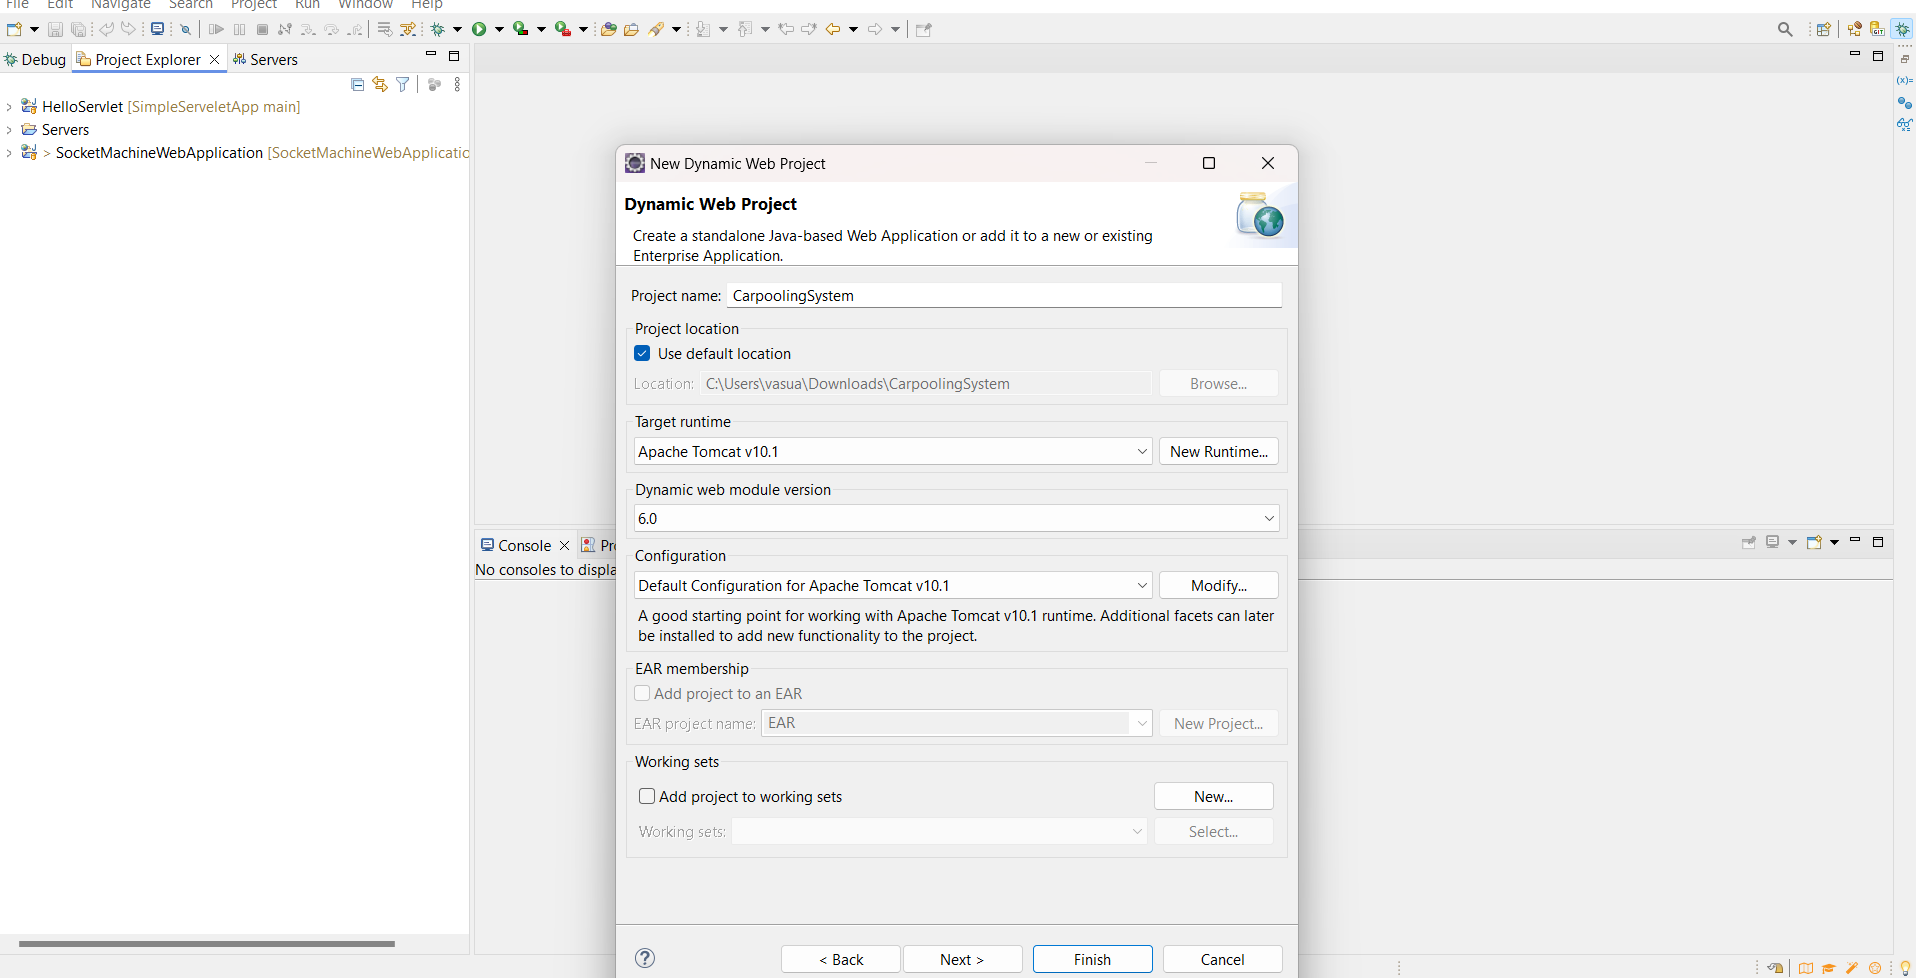 File Edit Navigate Search Project Run Window Help
Debug Project Explorer Servers
HelloServlet [SimpleServeletApp main]
Servers
> SocketMachineWebApplication [SocketMachineWebApplicatio
New Dynamic Web Project
Dynamic Web Project
Create a standalone Java-based Web Application or add it to a new or existing
Enterprise Application.
Project name: CarpoolingSystem
Project location
Use default location
Location: C:\Users\vasua\Downloads\CarpoolingSystem Browse...
Target runtime
Apache Tomcat v10.1 New Runtime...
Dynamic web module version
6.0
Configuration
Default Configuration for Apache Tomcat v10.1 Modify...
A good starting point for working with Apache Tomcat v10.1 runtime. Additional facets can later
be installed to add new functionality to the project.
EAR membership
Add project to an EAR
EAR project name: EAR New Project...
Working sets
Add project to working sets New...
Working sets: Select...
? < Back Next > Finish Cancel
Console Pr
No consoles to displa
(x)=
GIT